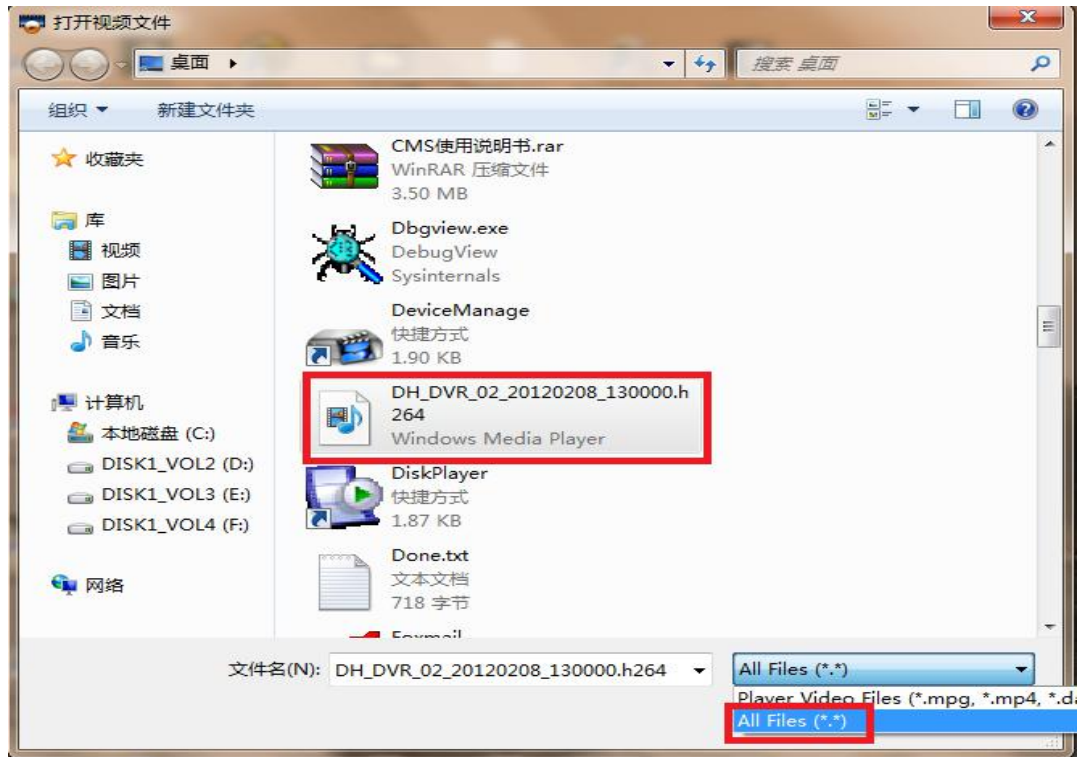 打开视频文件
桌面
搜索 桌面
组织
新建文件夹
收藏夹
库
视频
图片
文档
音乐
计算机
本地磁盘 (C:)
DISK1_VOL2 (D:)
DISK1_VOL3 (E:)
DISK1_VOL4 (F:)
网络
CMS使用说明书.rar
WinRAR 压缩文件
3.50 MB
Dbgview.exe
DebugView
Sysinternals
DeviceManage
快捷方式
1.90 KB
DH_DVR_02_20120208_130000.h
264
Windows Media Player
DiskPlayer
快捷方式
1.87 KB
Done.txt
文本文档
718 字节
Foxmail
文件名(N): DH_DVR_02_20120208_130000.h264
All Files (*.*)
Player Video Files (*.mpg, *.mp4, *.da
All Files (*.*)